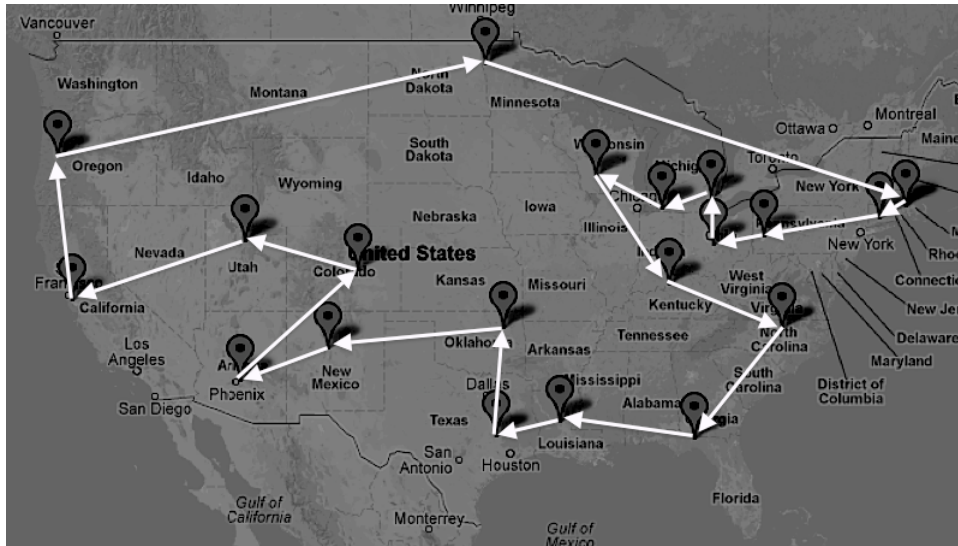 Winnipeg
Vancouver
Washington
Montana
North
Dakota
Minnesota
Ottawa
Montreal
Maine
Oregon
South
Dakota
Wisconsin
Toronto
Idaho
Wyoming
New York
Iowa
Nebraska
Illinois
Pennsylvania
New York
Nevada
Utah
Colorado
United States
Kansas
Missouri
West
Virginia
Virginia
Connecticut
New Jer
Kentucky
California
North
Carolina
Delaware
Oklahoma
Tennessee
Maryland
Los
Angeles
Arkansas
New
Mexico
South
Carolina
District of
Columbia
Phoenix
Dallas
Mississippi
Alabama
San Diego
Texas
Louisiana
San
Antonio
Houston
Florida
Gulf of
California
Monterrey
Gulf of
Mexico